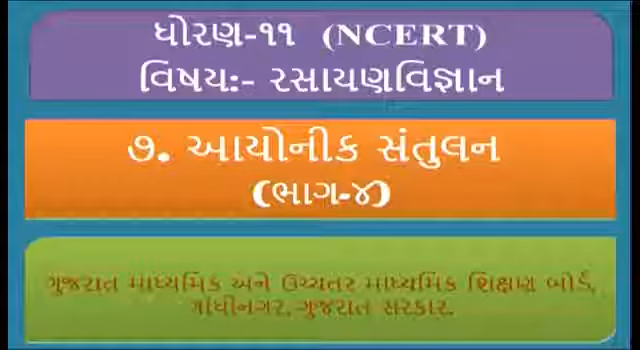 ધોરણ-૧૧ (NCERT)
વિષય:- રસાયણવિજ્ઞાન
૭. આયોનીક સંતુલન
(ભાગ-૪)
ગુજરાત માધ્યમિક અને ઉચ્ચતર માધ્યમિક શિક્ષણ બોર્ડ,
ગાંધીનગર, ગુજરાત સરકાર.